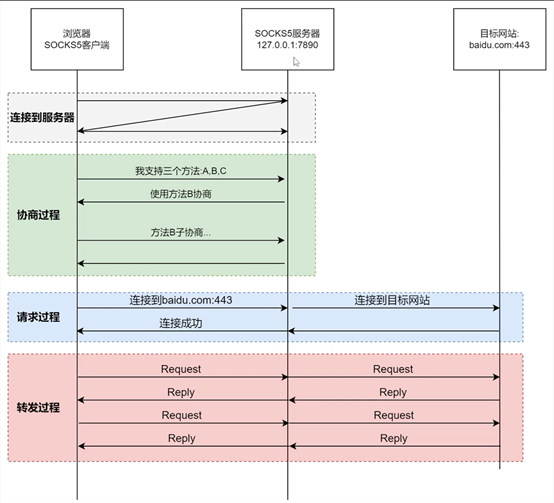 浏览器
SOCKS5客户端
SOCKS5服务器
127.0.0.1:7890
目标网站:
baidu.com:443
连接到服务器
我支持三个方法:A,B,C
使用方法B协商
协商过程
方法B子协商...
连接到baidu.com:443
连接到目标网站
请求过程
连接成功
Request
Request
Reply
Reply
转发过程
Request
Request
Reply
Reply